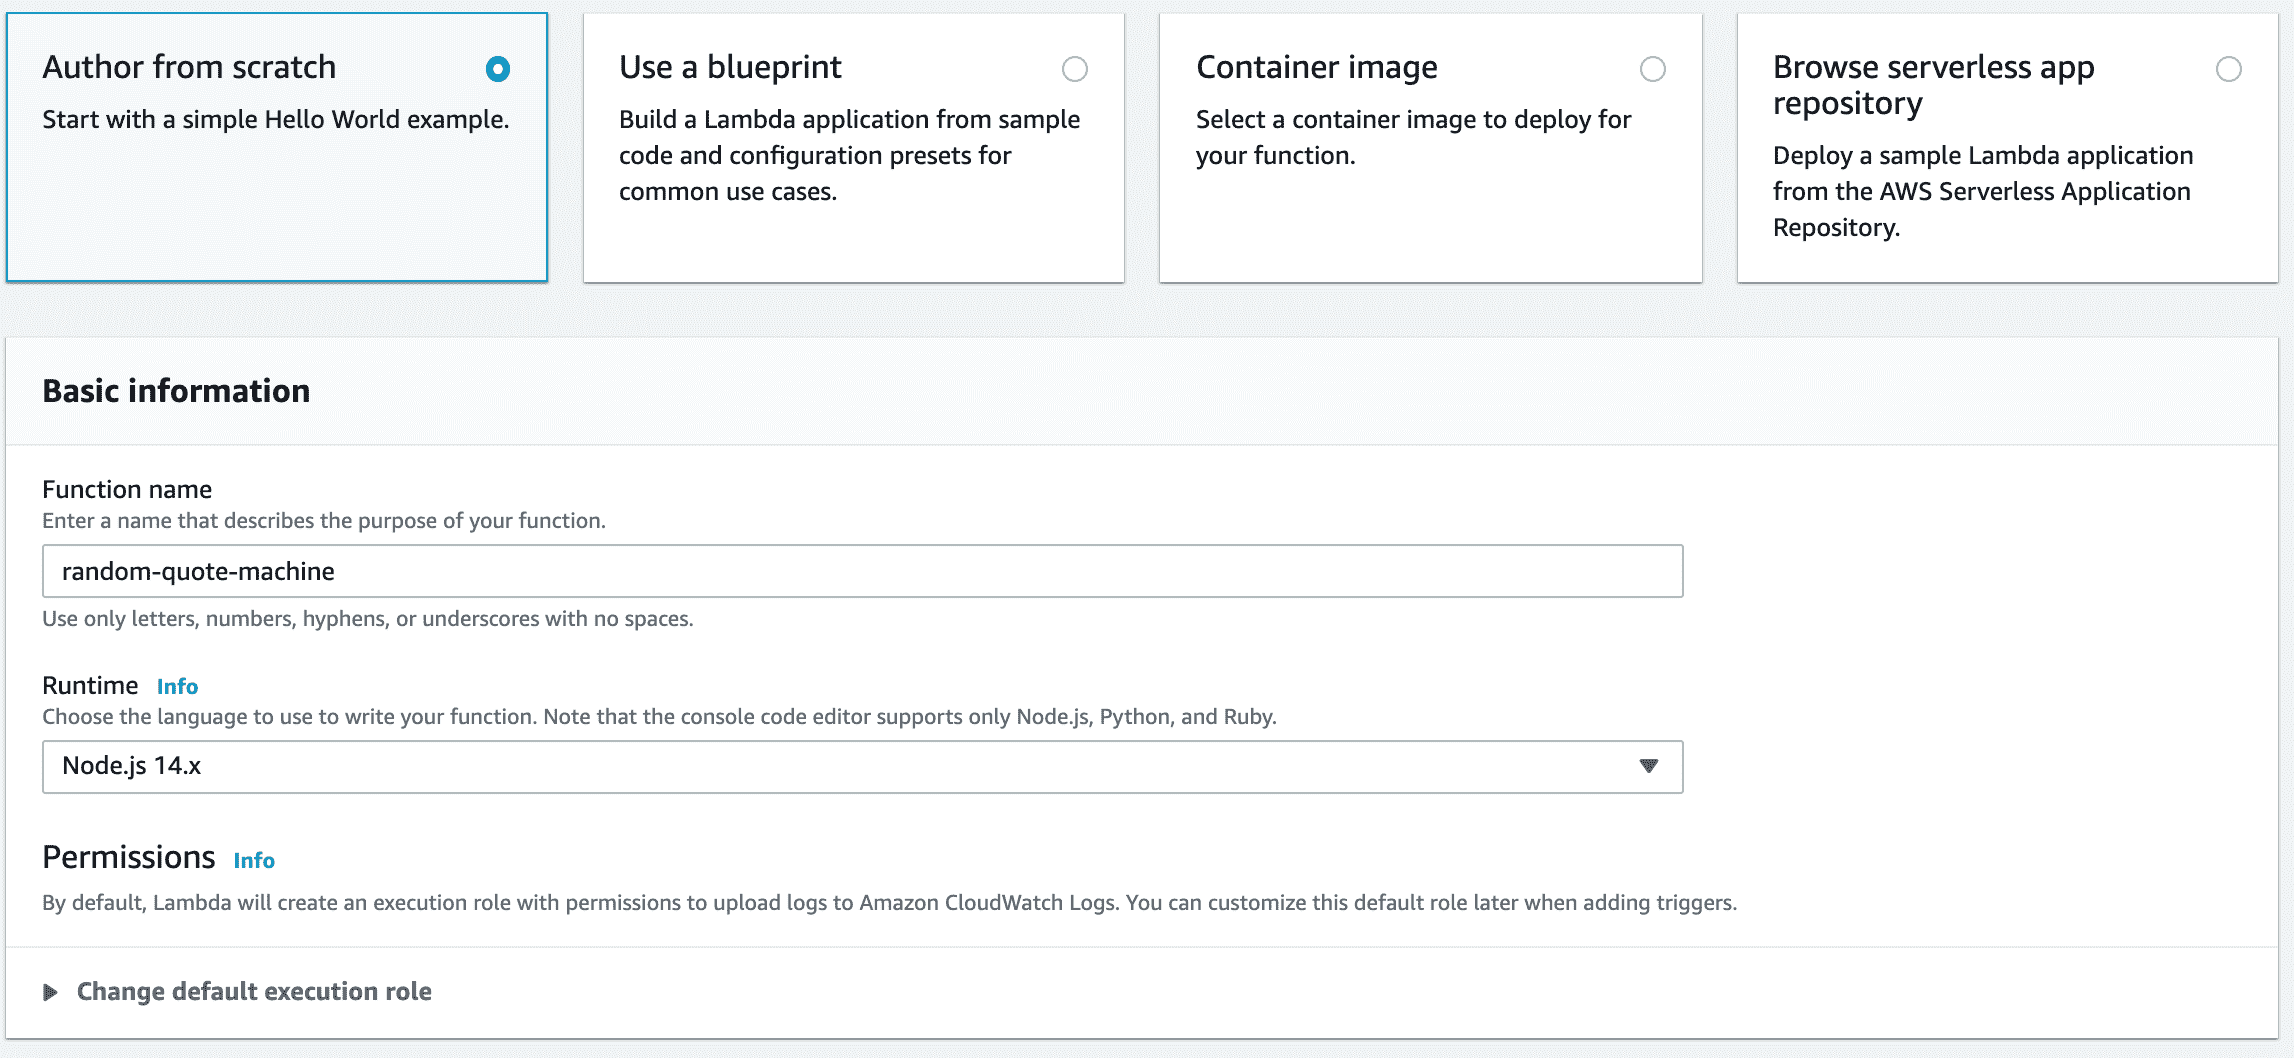 Author from scratch
Start with a simple Hello World example.
Use a blueprint
Build a Lambda application from sample
code and configuration presets for
common use cases.
Container image
Select a container image to deploy for
your function.
Browse serverless app
repository
Deploy a sample Lambda application
from the AWS Serverless Application
Repository.
Basic information
Function name
Enter a name that describes the purpose of your function.
random-quote-machine
Use only letters, numbers, hyphens, or underscores with no spaces.
Runtime Info
Choose the language to use to write your function. Note that the console code editor supports only Node.js, Python, and Ruby.
Node.js 14.x
Permissions Info
By default, Lambda will create an execution role with permissions to upload logs to Amazon CloudWatch Logs. You can customize this default role later when adding triggers.
Change default execution role